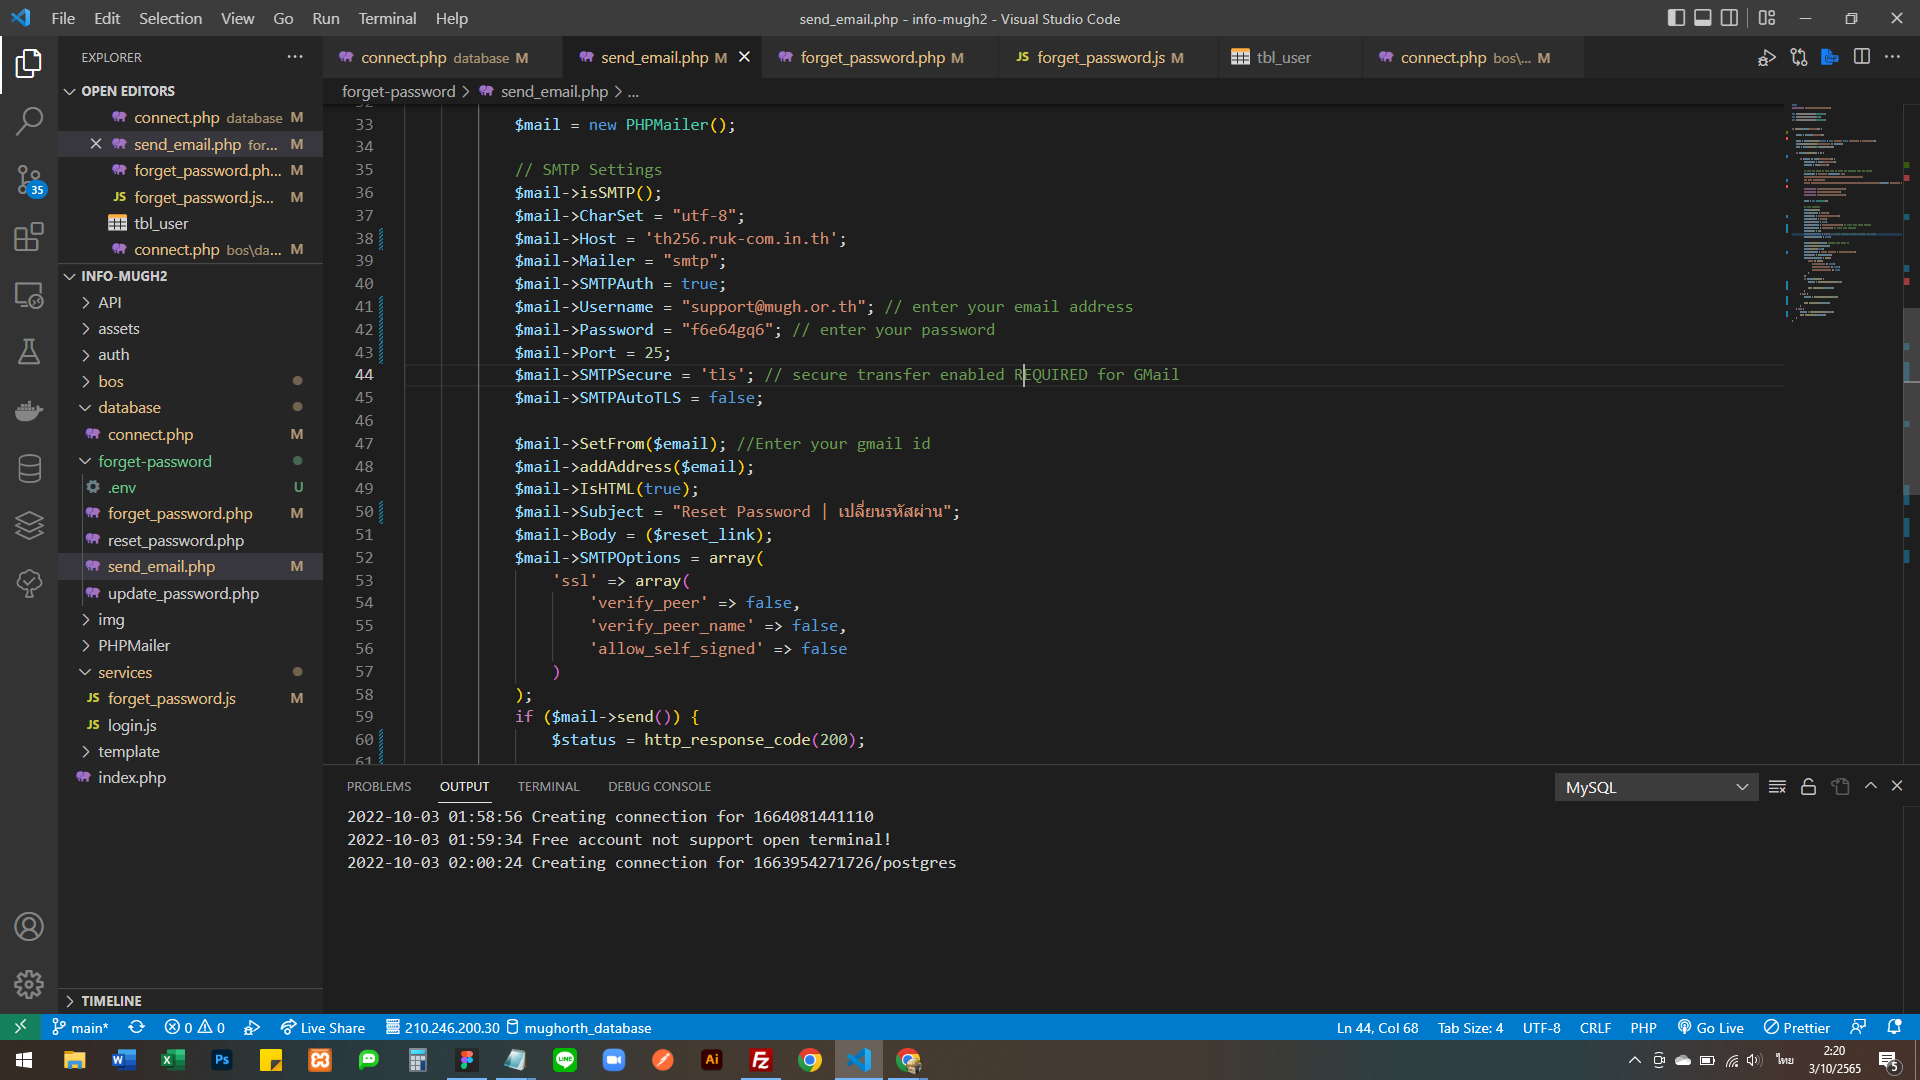 File Edit Selection View Go Run Terminal Help
send_email.php - info-mugh2 - Visual Studio Code
EXPLORER
OPEN EDITORS
connect.php database M
send_email.php for... M
forget_password.ph... M
JS forget_password.js...
tbl_user
connect.php bos\da... M
INFO-MUGH2
API
assets
auth
bos
database
connect.php M
forget-password
.env U
forget_password.php M
reset_password.php
send_email.php M
update_password.php
img
PHPMailer
services
JS forget_password.js M
JS login.js
template
index.php
TIMELINE
35
connect.php database M
send_email.php M
forget_password.php M
JS forget_password.js M
tbl_user
connect.php bos\... M
forget-password > send_email.php > ...
33 $mail = new PHPMailer();
34
35 // SMTP Settings
36 $mail->isSMTP();
37 $mail->CharSet = "utf-8";
38 $mail->Host = 'th256.ruk-com.in.th';
39 $mail->Mailer = "smtp";
40 $mail->SMTPAuth = true;
41 $mail->Username = "support@mugh.or.th"; // enter your email address
42 $mail->Password = "f6e64gq6"; // enter your password
43 $mail->Port = 25;
44 $mail->SMTPSecure = 'tls'; // secure transfer enabled REQUIRED for GMail
45 $mail->SMTPAutoTLS = false;
46
47 $mail->SetFrom($email); //Enter your gmail id
48 $mail->addAddress($email);
49 $mail->IsHTML(true);
50 $mail->Subject = "Reset Password | เปลี่ยนรหัสผ่าน";
51 $mail->Body = ($reset_link);
52 $mail->SMTPOptions = array(
53 'ssl' => array(
54 'verify_peer' => false,
55 'verify_peer_name' => false,
56 'allow_self_signed' => false
57 )
58 );
59 if ($mail->send()) {
60 $status = http_response_code(200);
61
PROBLEMS OUTPUT TERMINAL DEBUG CONSOLE
MySQL
2022-10-03 01:58:56 Creating connection for 1664081441110
2022-10-03 01:59:34 Free account not support open terminal!
2022-10-03 02:00:24 Creating connection for 1663954271726/postgres
main* 0 0 Live Share 210.246.200.30 mughorth_database
Ln 44, Col 68 Tab Size: 4 UTF-8 CRLF PHP Go Live Prettier
Ps
LINE
Ai
Fz
ไทย
2:20
3/10/2565
5